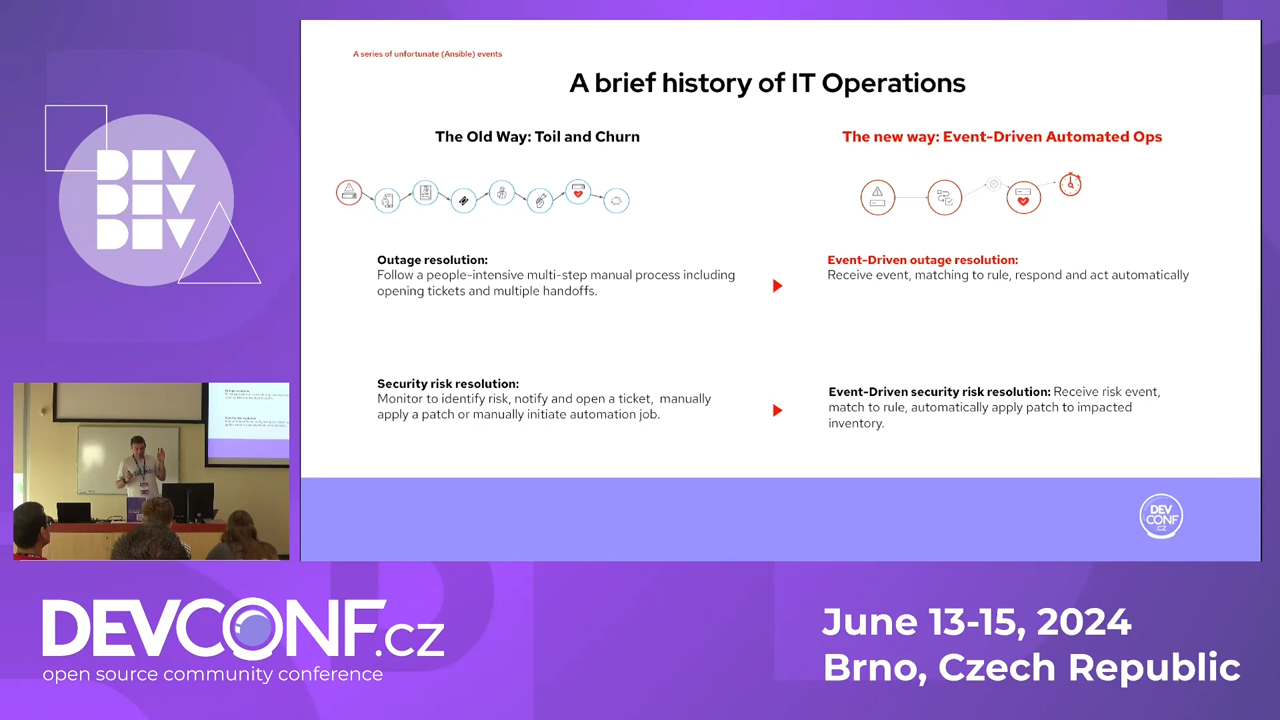 A series of unfortunate (Ansible) events
A brief history of IT Operations
The Old Way: Toil and Churn
The new way: Event-Driven Automated Ops
Outage resolution:
Follow a people-intensive multi-step manual process including
opening tickets and multiple handoffs.
Event-Driven outage resolution:
Receive event, matching to rule, respond and act automatically
Security risk resolution:
Monitor to identify risk, notify and open a ticket, manually
apply a patch or manually initiate automation job.
Event-Driven security risk resolution: Receive risk event,
match to rule, automatically apply patch to impacted
inventory.
DEV
CONF
.cz
DEV
DEV
DEV
DEVCONF.cz
open source community conference
June 13-15, 2024
Brno, Czech Republic